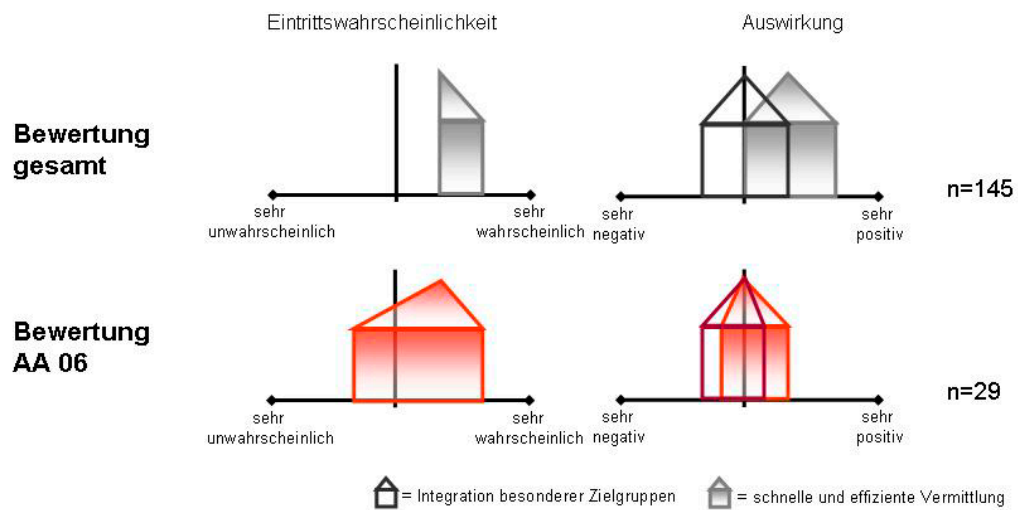 Eintrittswahrscheinlichkeit
Auswirkung
Bewertung
gesamt
n=145
sehr
unwahrscheinlich
sehr
wahrscheinlich
sehr
negativ
sehr
positiv
Bewertung
AA 06
n=29
sehr
unwahrscheinlich
sehr
wahrscheinlich
sehr
negativ
sehr
positiv
= Integration besonderer Zielgruppen
= schnelle und effiziente Vermittlung